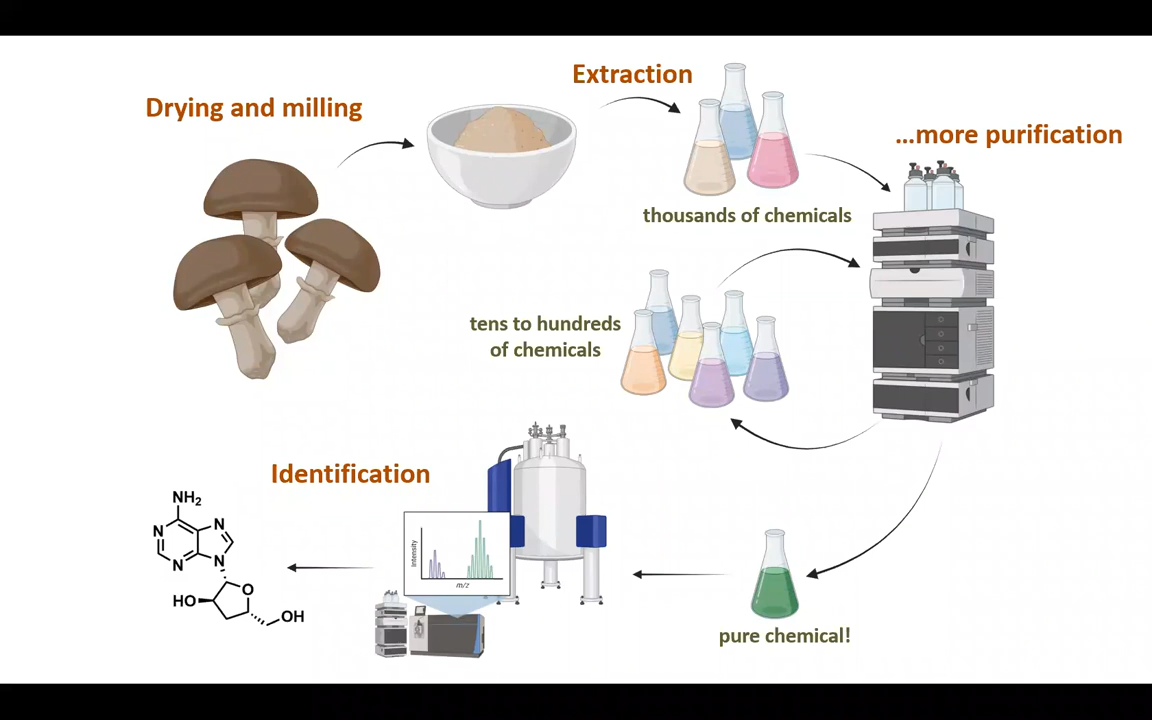 Drying and milling
Extraction
…more purification
thousands of chemicals
tens to hundreds
of chemicals
Identification
Intensity
m/z
pure chemical!
NH2
N
N
N
N
O
HO
OH